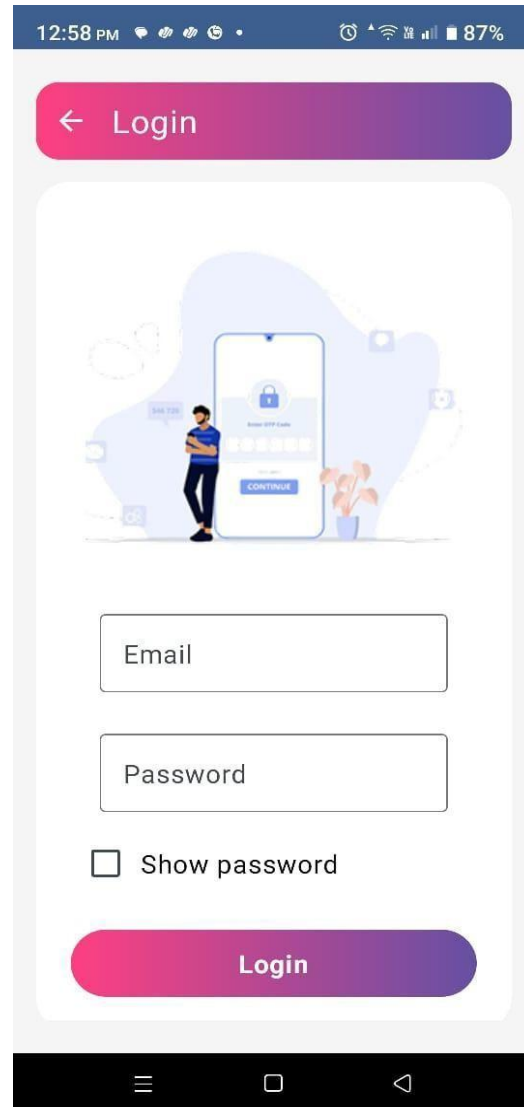 12:58 PM 87%
Login
Enter OTP Code
CONTINUE
Email
Password
Show password
Login